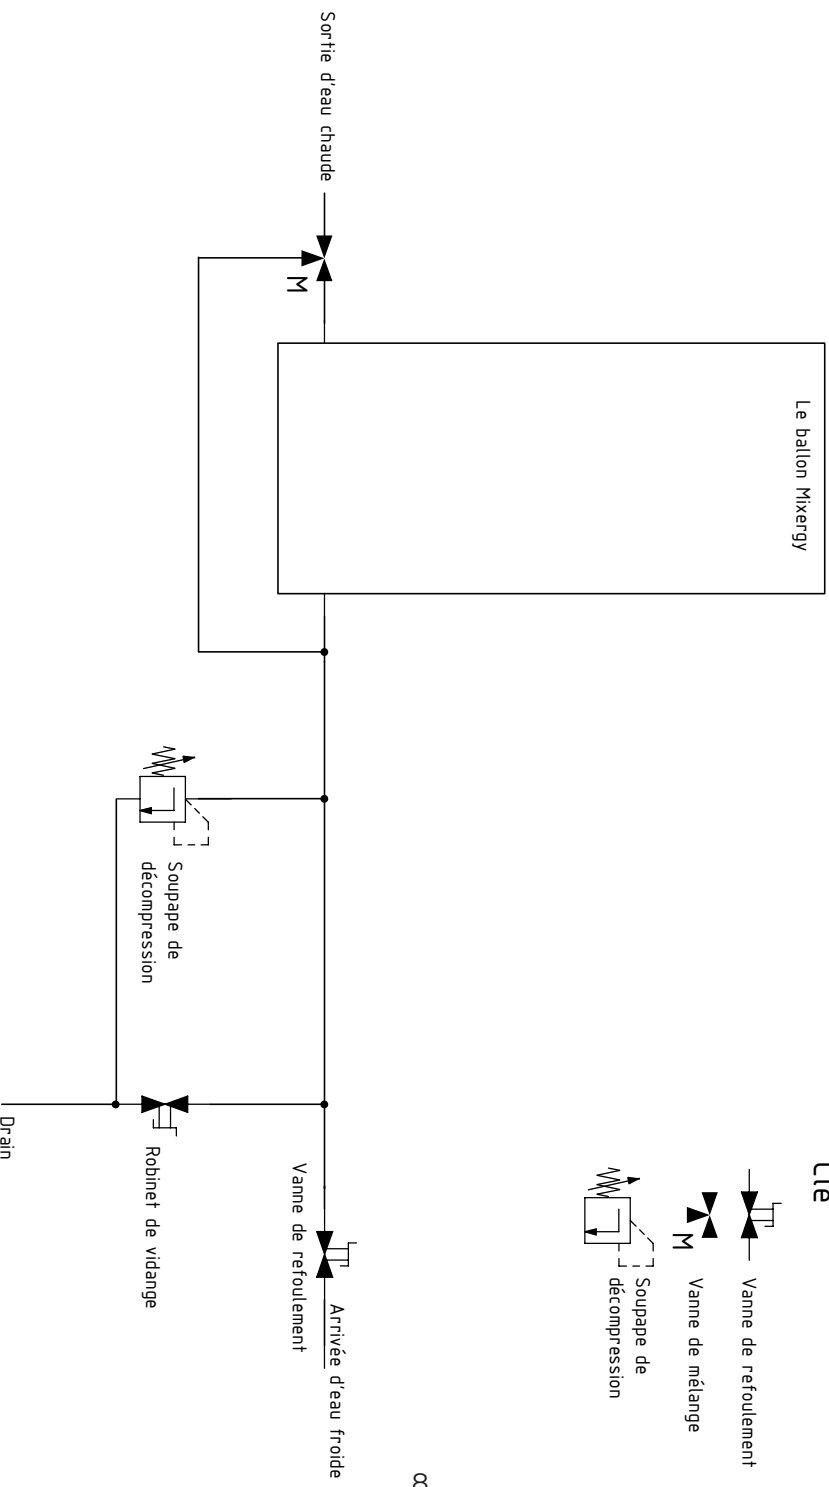 Clé
Vanne de refoulement
Vanne de mélange
Soupape de
décompression
M
Le ballon Mixergy
Sortie d'eau chaude
M
Arrivée d'eau froide
Vanne de refoulement
Soupape de
décompression
Robinet de vidange
Drain
8